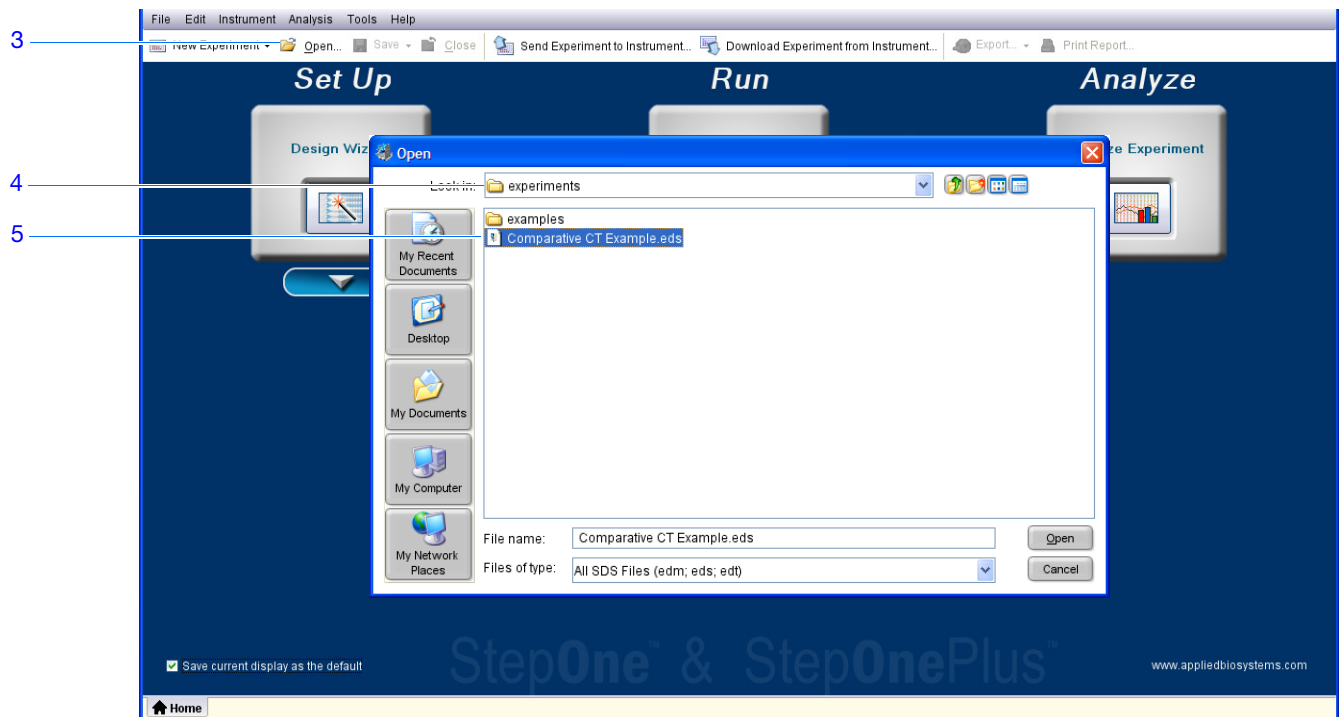 File Edit Instrument Analysis Tools Help
3
New Experiment Open... Save Close Send Experiment to Instrument... Download Experiment from Instrument... Export... Print Report...
Set Up Run Analyze
Design Wiz
ze Experiment
Open
4
Look in: experiments
examples
5
Comparative CT Example.eds
My Recent
Documents
Desktop
My Documents
My Computer
My Network
Places
File name: Comparative CT Example.eds Open
Files of type: All SDS Files (edm; eds; edt) Cancel
StepOne™ & StepOnePlus™
Save current display as the default
www.appliedbiosystems.com
Home